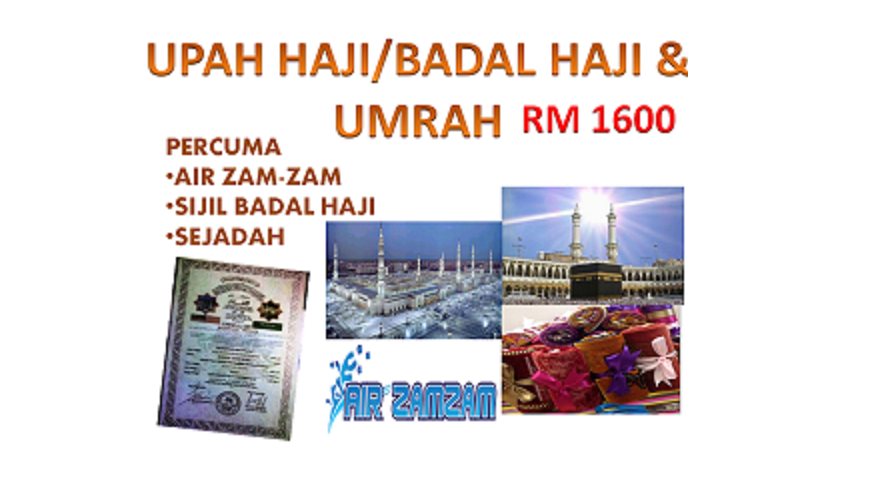 UPAH HAJI/BADAL HAJI &
UMRAH RM 1600
PERCUMA
•AIR ZAM-ZAM
•SIJIL BADAL HAJI
•SEJADAH
AIR ZAMZAM